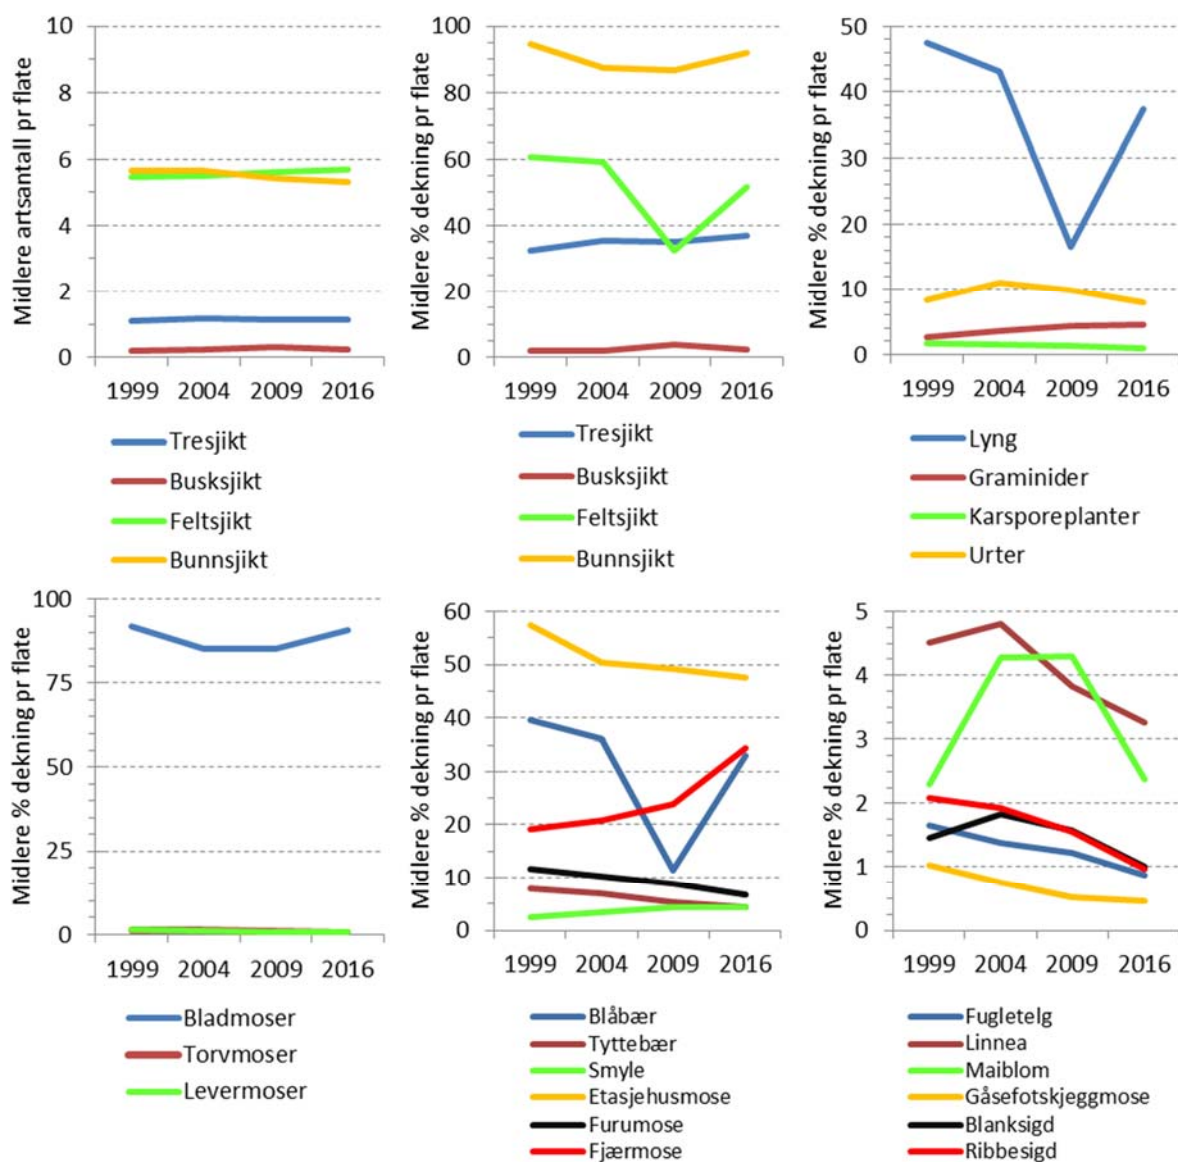 Midlere artsantall pr flate
10
8
6
4
2
0
1999 2004 2009 2016
Tresjikt
Busksjikt
Feltsjikt
Bunnsjikt
Midlere % dekning pr flate
100
80
60
40
20
0
1999 2004 2009 2016
Tresjikt
Busksjikt
Feltsjikt
Bunnsjikt
Midlere % dekning pr flate
50
40
30
20
10
0
1999 2004 2009 2016
Lyng
Graminider
Karsporeplanter
Urter
Midlere % dekning pr flate
100
75
50
25
0
1999 2004 2009 2016
Bladmoser
Torvmoser
Levermoser
Midlere % dekning pr flate
60
50
40
30
20
10
0
1999 2004 2009 2016
Blåbær
Tyttebær
Smyle
Etasjehusmose
Furumose
Fjærmose
Midlere % dekning pr flate
5
4
3
2
1
0
1999 2004 2009 2016
Fugletelg
Linnea
Maiblom
Gåsefotskjeggmose
Blanksigd
Ribbesigd